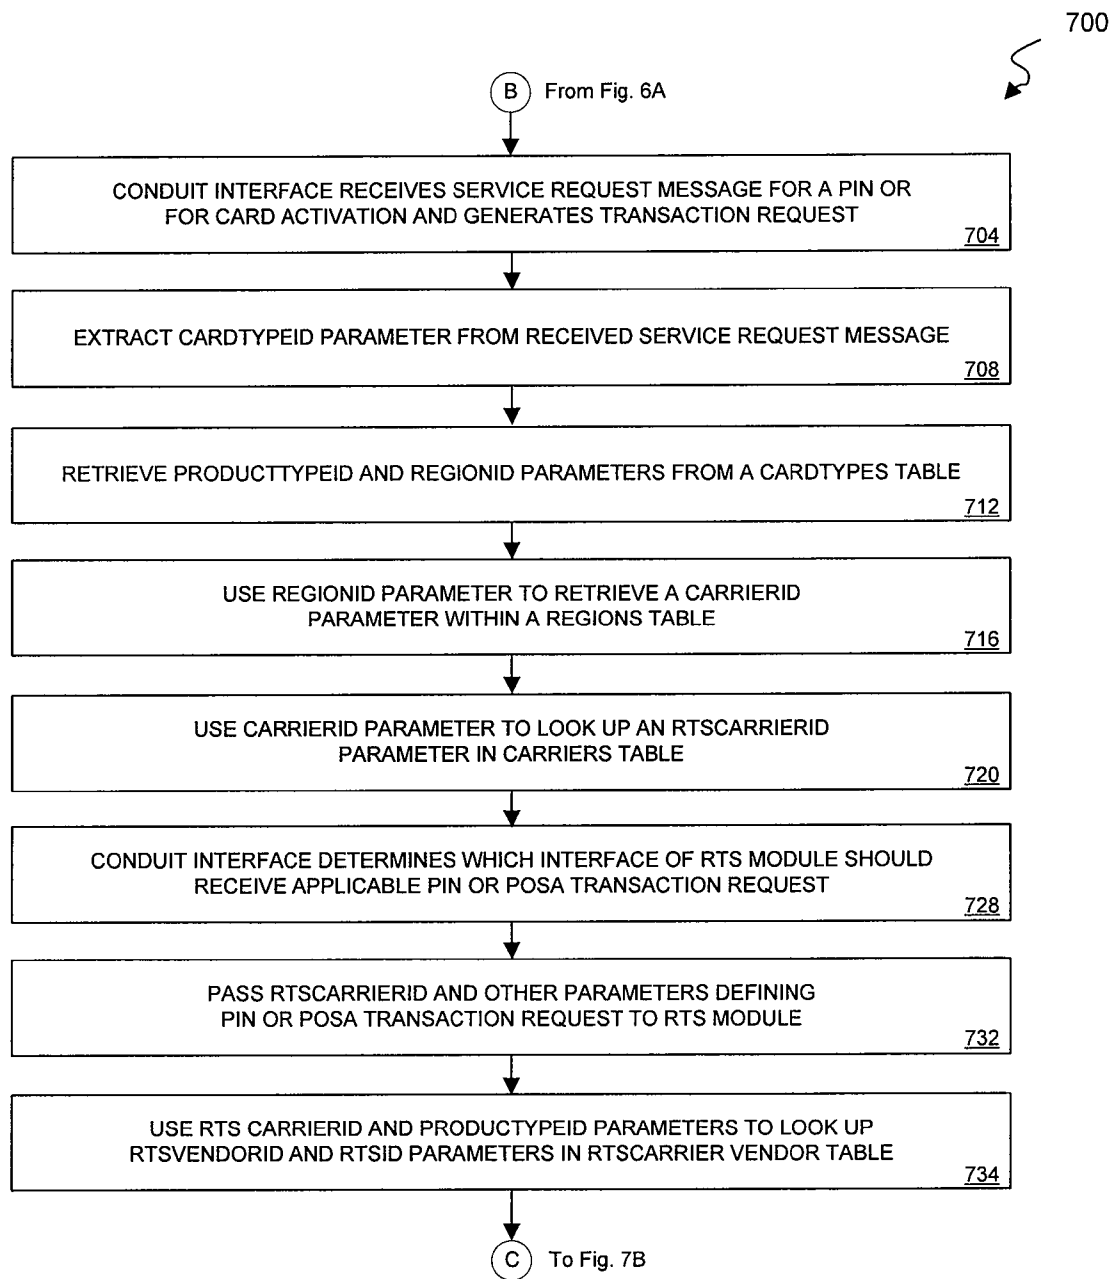 700
B From Fig. 6A
CONDUIT INTERFACE RECEIVES SERVICE REQUEST MESSAGE FOR A PIN OR
FOR CARD ACTIVATION AND GENERATES TRANSACTION REQUEST
704
EXTRACT CARDTYPEID PARAMETER FROM RECEIVED SERVICE REQUEST MESSAGE
708
RETRIEVE PRODUCTTYPEID AND REGIONID PARAMETERS FROM A CARDTYPES TABLE
712
USE REGIONID PARAMETER TO RETRIEVE A CARRIERID
PARAMETER WITHIN A REGIONS TABLE
716
USE CARRIERID PARAMETER TO LOOK UP AN RTSCARRIERID
PARAMETER IN CARRIERS TABLE
720
CONDUIT INTERFACE DETERMINES WHICH INTERFACE OF RTS MODULE SHOULD
RECEIVE APPLICABLE PIN OR POSA TRANSACTION REQUEST
728
PASS RTSCARRIERID AND OTHER PARAMETERS DEFINING
PIN OR POSA TRANSACTION REQUEST TO RTS MODULE
732
USE RTS CARRIERID AND PRODUCTYPEID PARAMETERS TO LOOK UP
RTSVENDORID AND RTSID PARAMETERS IN RTSCARRIER VENDOR TABLE
734
C To Fig. 7B